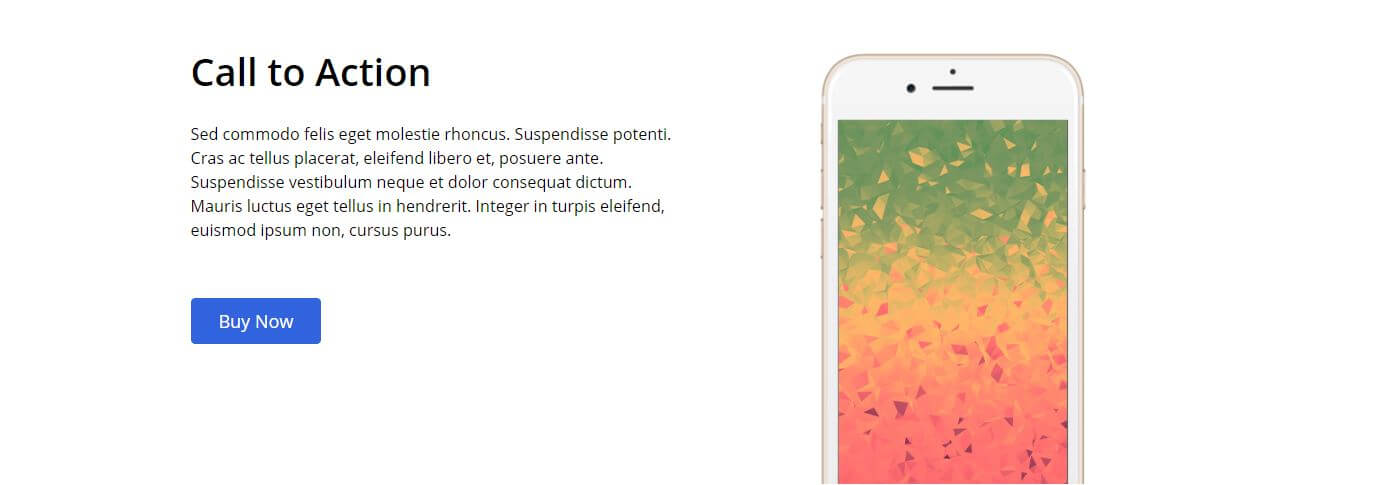 Call to Action
Sed commodo felis eget molestie rhoncus. Suspendisse potenti.
Cras ac tellus placerat, eleifend libero et, posuere ante.
Suspendisse vestibulum neque et dolor consequat dictum.
Mauris luctus eget tellus in hendrerit. Integer in turpis eleifend,
euismod ipsum non, cursus purus.
Buy Now